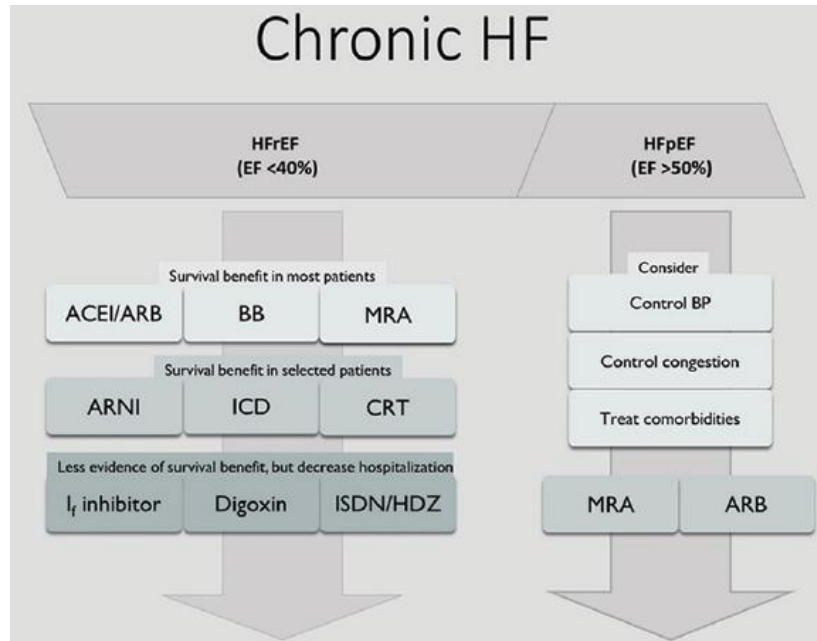 Chronic HF
HFrEF
(EF <40%)
HFpEF
(EF >50%)
Survival benefit in most patients
ACEI/ARB
BB
MRA
Survival benefit in selected patients
ARNI
ICD
CRT
Less evidence of survival benefit, but decrease hospitalization
If inhibitor
Digoxin
ISDN/HDZ
Consider
Control BP
Control congestion
Treat comorbidities
MRA
ARB